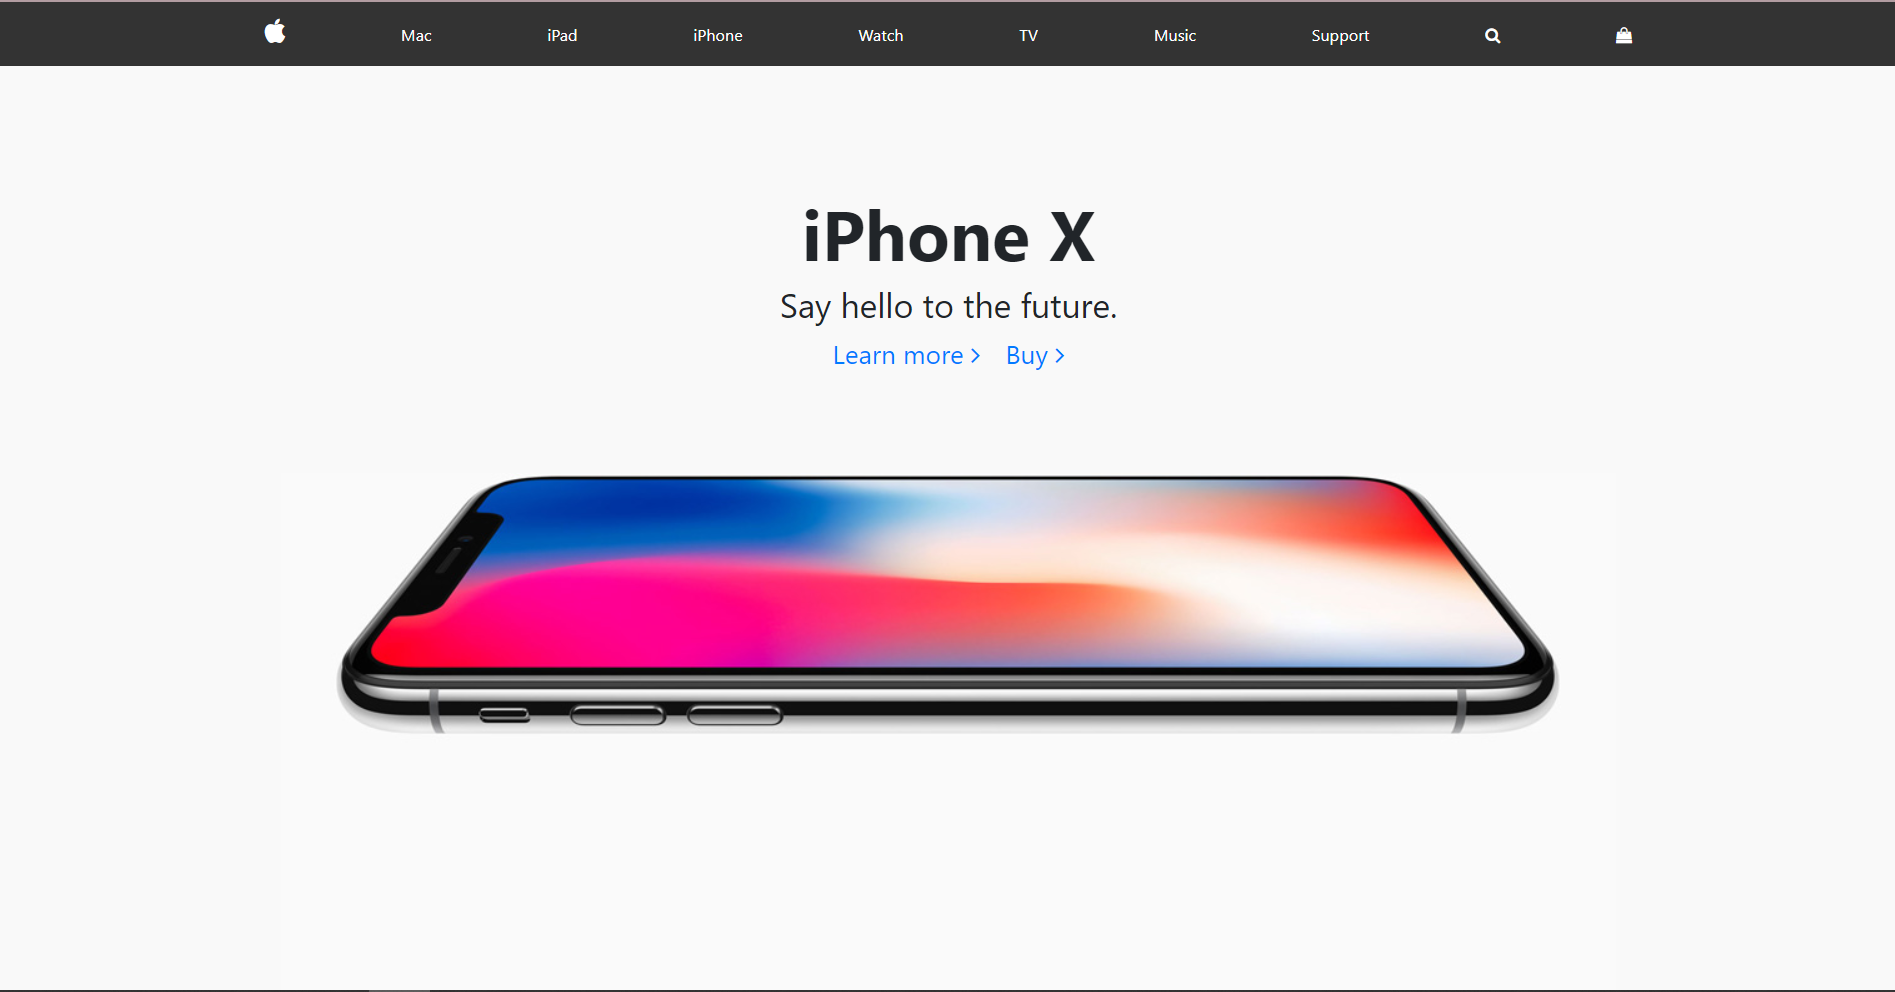 Mac iPad iPhone Watch TV Music Support
iPhone X
Say hello to the future.
Learn more > Buy >